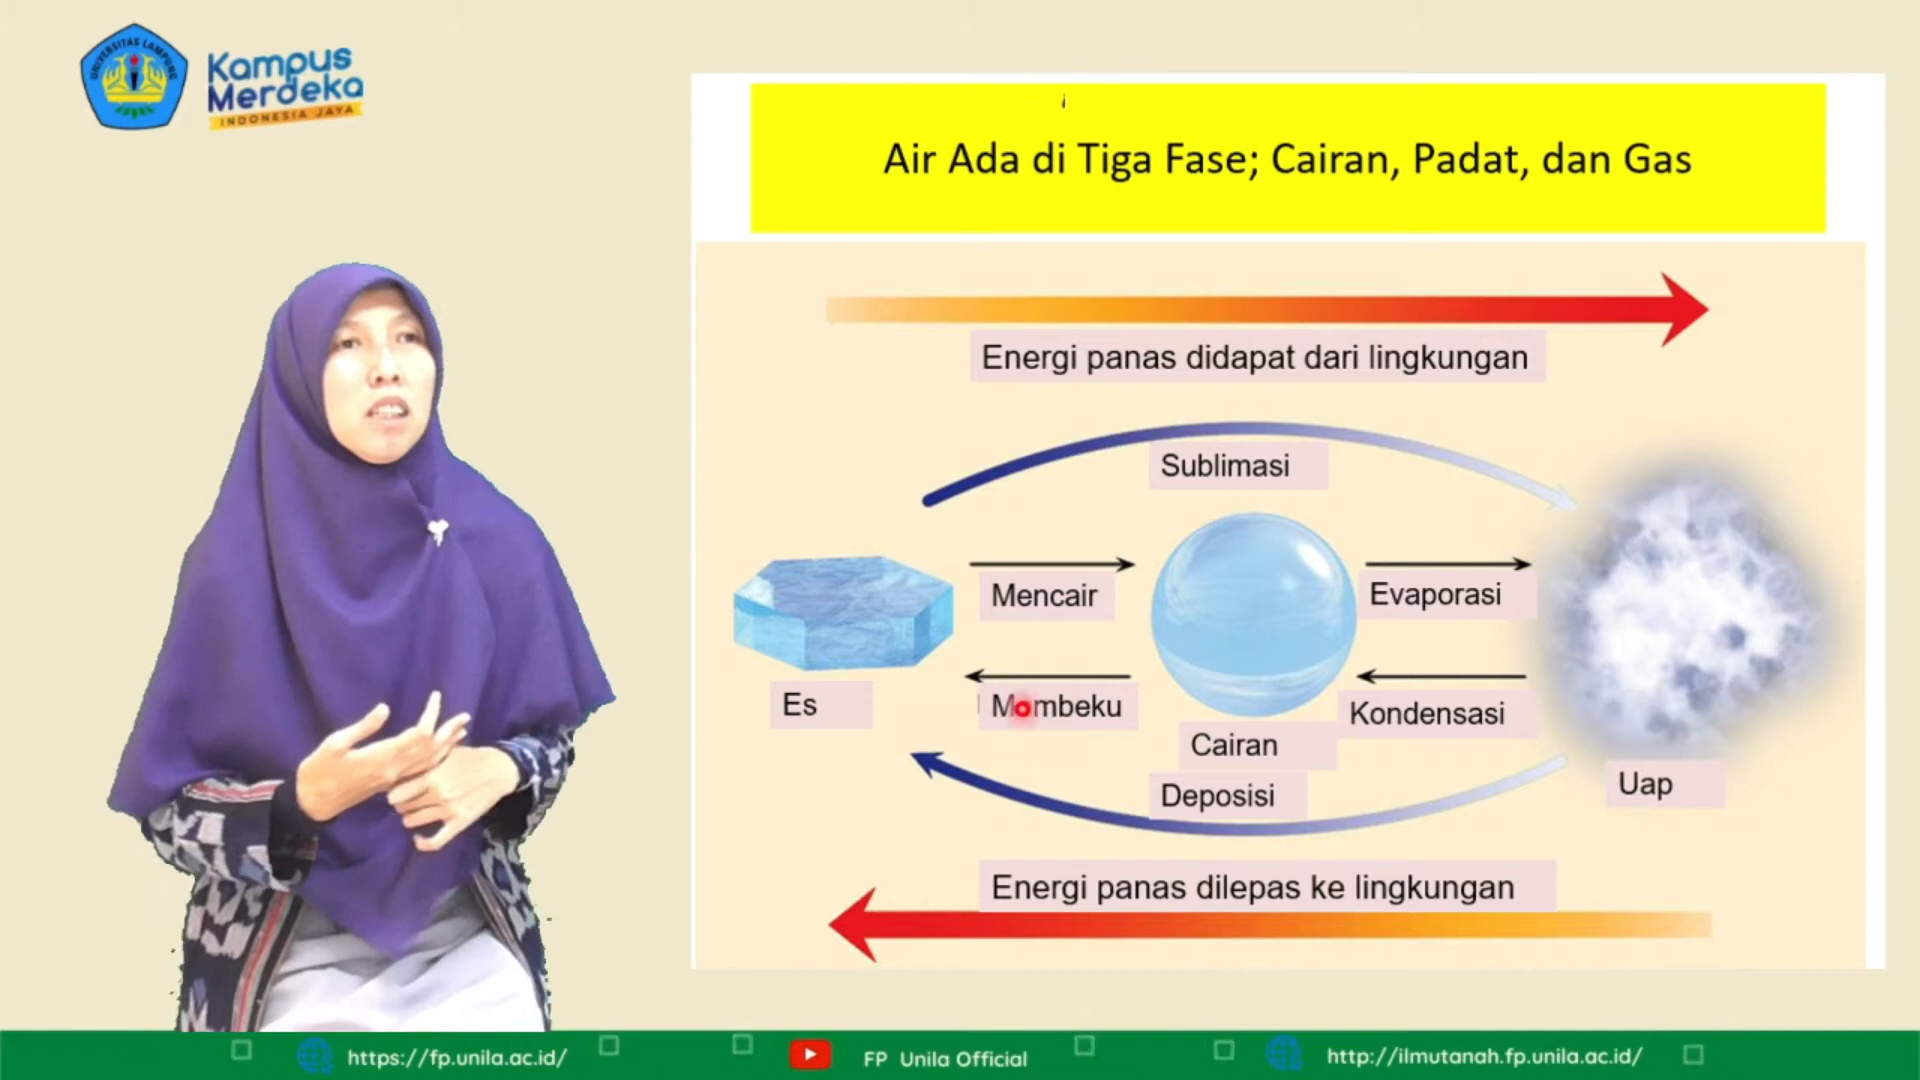 UNIVERSITAS LAMPUNG
Kampus
Merdeka
INDONESIA JAYA
Air Ada di Tiga Fase; Cairan, Padat, dan Gas
Energi panas didapat dari lingkungan
Sublimasi
Mencair
Evaporasi
Es
Membeku
Kondensasi
Cairan
Deposisi
Uap
Energi panas dilepas ke lingkungan
https://fp.unila.ac.id/
FP Unila Official
http://ilmutanah.fp.unila.ac.id/